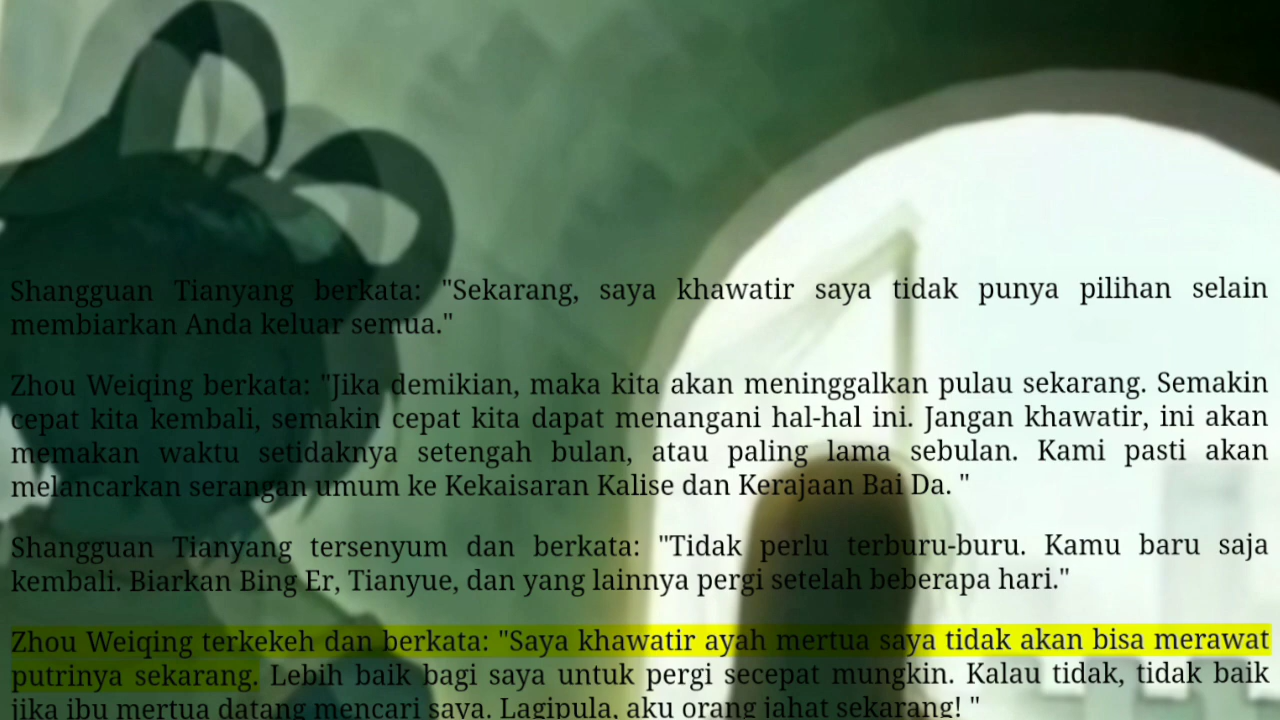 Shangguan Tianyang berkata: "Sekarang, saya khawatir saya tidak punya pilihan selain
membiarkan Anda keluar semua."
Zhou Weiqing berkata: "Jika demikian, maka kita akan meninggalkan pulau sekarang. Semakin
cepat kita kembali, semakin cepat kita dapat menangani hal-hal ini. Jangan khawatir, ini akan
memakan waktu setidaknya setengah bulan, atau paling lama sebulan. Kami pasti akan
melancarkan serangan umum ke Kekaisaran Kalise dan Kerajaan Bai Da. "
Shangguan Tianyang tersenyum dan berkata: "Tidak perlu terburu-buru. Kamu baru saja
kembali. Biarkan Bing Er, Tianyue, dan yang lainnya pergi setelah beberapa hari."
Zhou Weiqing terkekeh dan berkata: "Saya khawatir ayah mertua saya tidak akan bisa merawat
putrinya sekarang. Lebih baik bagi saya untuk pergi secepat mungkin. Kalau tidak, tidak baik
jika ibu mertua datang mencari saya. Lagipula, aku orang jahat sekarang! "